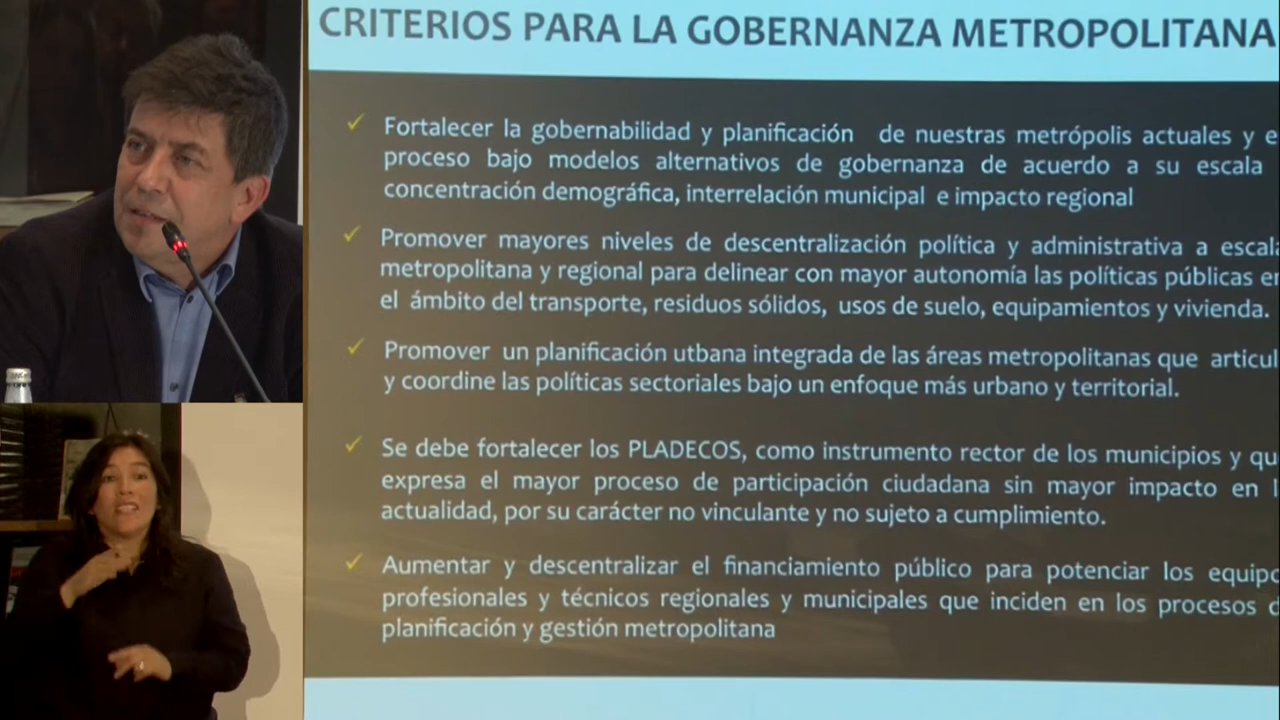 CRITERIOS PARA LA GOBERNANZA METROPOLITANA
Fortalecer la gobernabilidad y planificación de nuestras metrópolis actuales y e
proceso bajo modelos alternativos de gobernanza de acuerdo a su escala
concentración demográfica, interrelación municipal e impacto regional
Promover mayores niveles de descentralización política y administrativa a escala
metropolitana y regional para delinear con mayor autonomía las políticas públicas en
el ámbito del transporte, residuos sólidos, usos de suelo, equipamientos y vivienda.
Promover un planificación utbana integrada de las áreas metropolitanas que articul
y coordine las políticas sectoriales bajo un enfoque más urbano y territorial.
Se debe fortalecer los PLADECOS, como instrumento rector de los municipios y que
expresa el mayor proceso de participación ciudadana sin mayor impacto en l
actualidad, por su carácter no vinculante y no sujeto a cumplimiento.
Aumentar y descentralizar el financiamiento público para potenciar los equipo
profesionales y técnicos regionales y municipales que inciden en los procesos d
planificación y gestión metropolitana